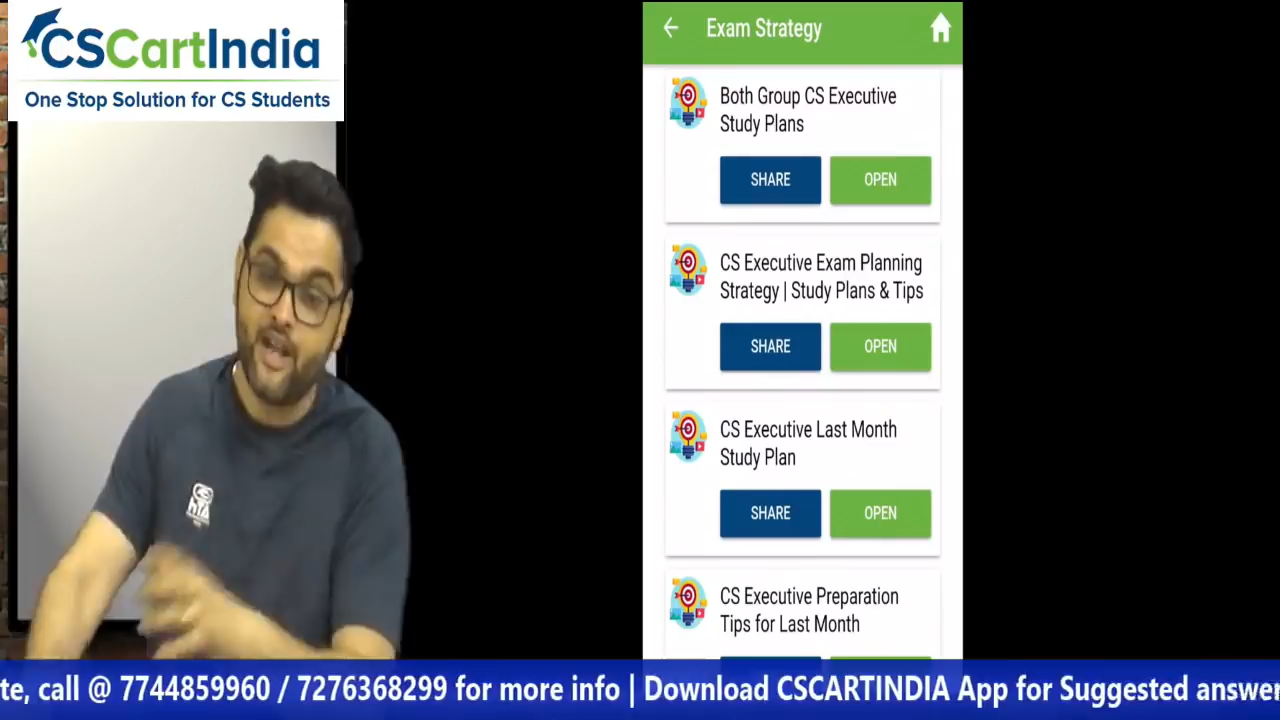 CSCartIndia
One Stop Solution for CS Students
Exam Strategy
Both Group CS Executive
Study Plans
SHARE
OPEN
CS Executive Exam Planning
Strategy | Study Plans & Tips
SHARE
OPEN
CS Executive Last Month
Study Plan
SHARE
OPEN
CS Executive Preparation
Tips for Last Month
te, call @ 7744859960 / 7276368299 for more info | Download CSCARTINDIA App for Suggested answer